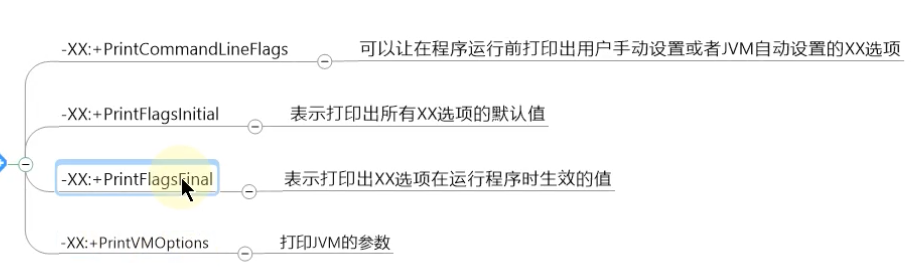 -XX:+PrintCommandLineFlags 可以让在程序运行前打印出用户手动设置或者JVM自动设置的XX选项
-XX:+PrintFlagsInitial 表示打印出所有XX选项的默认值
-XX:+PrintFlagsFinal 表示打印出XX选项在运行程序时生效的值
-XX:+PrintVMOptions 打印JVM的参数